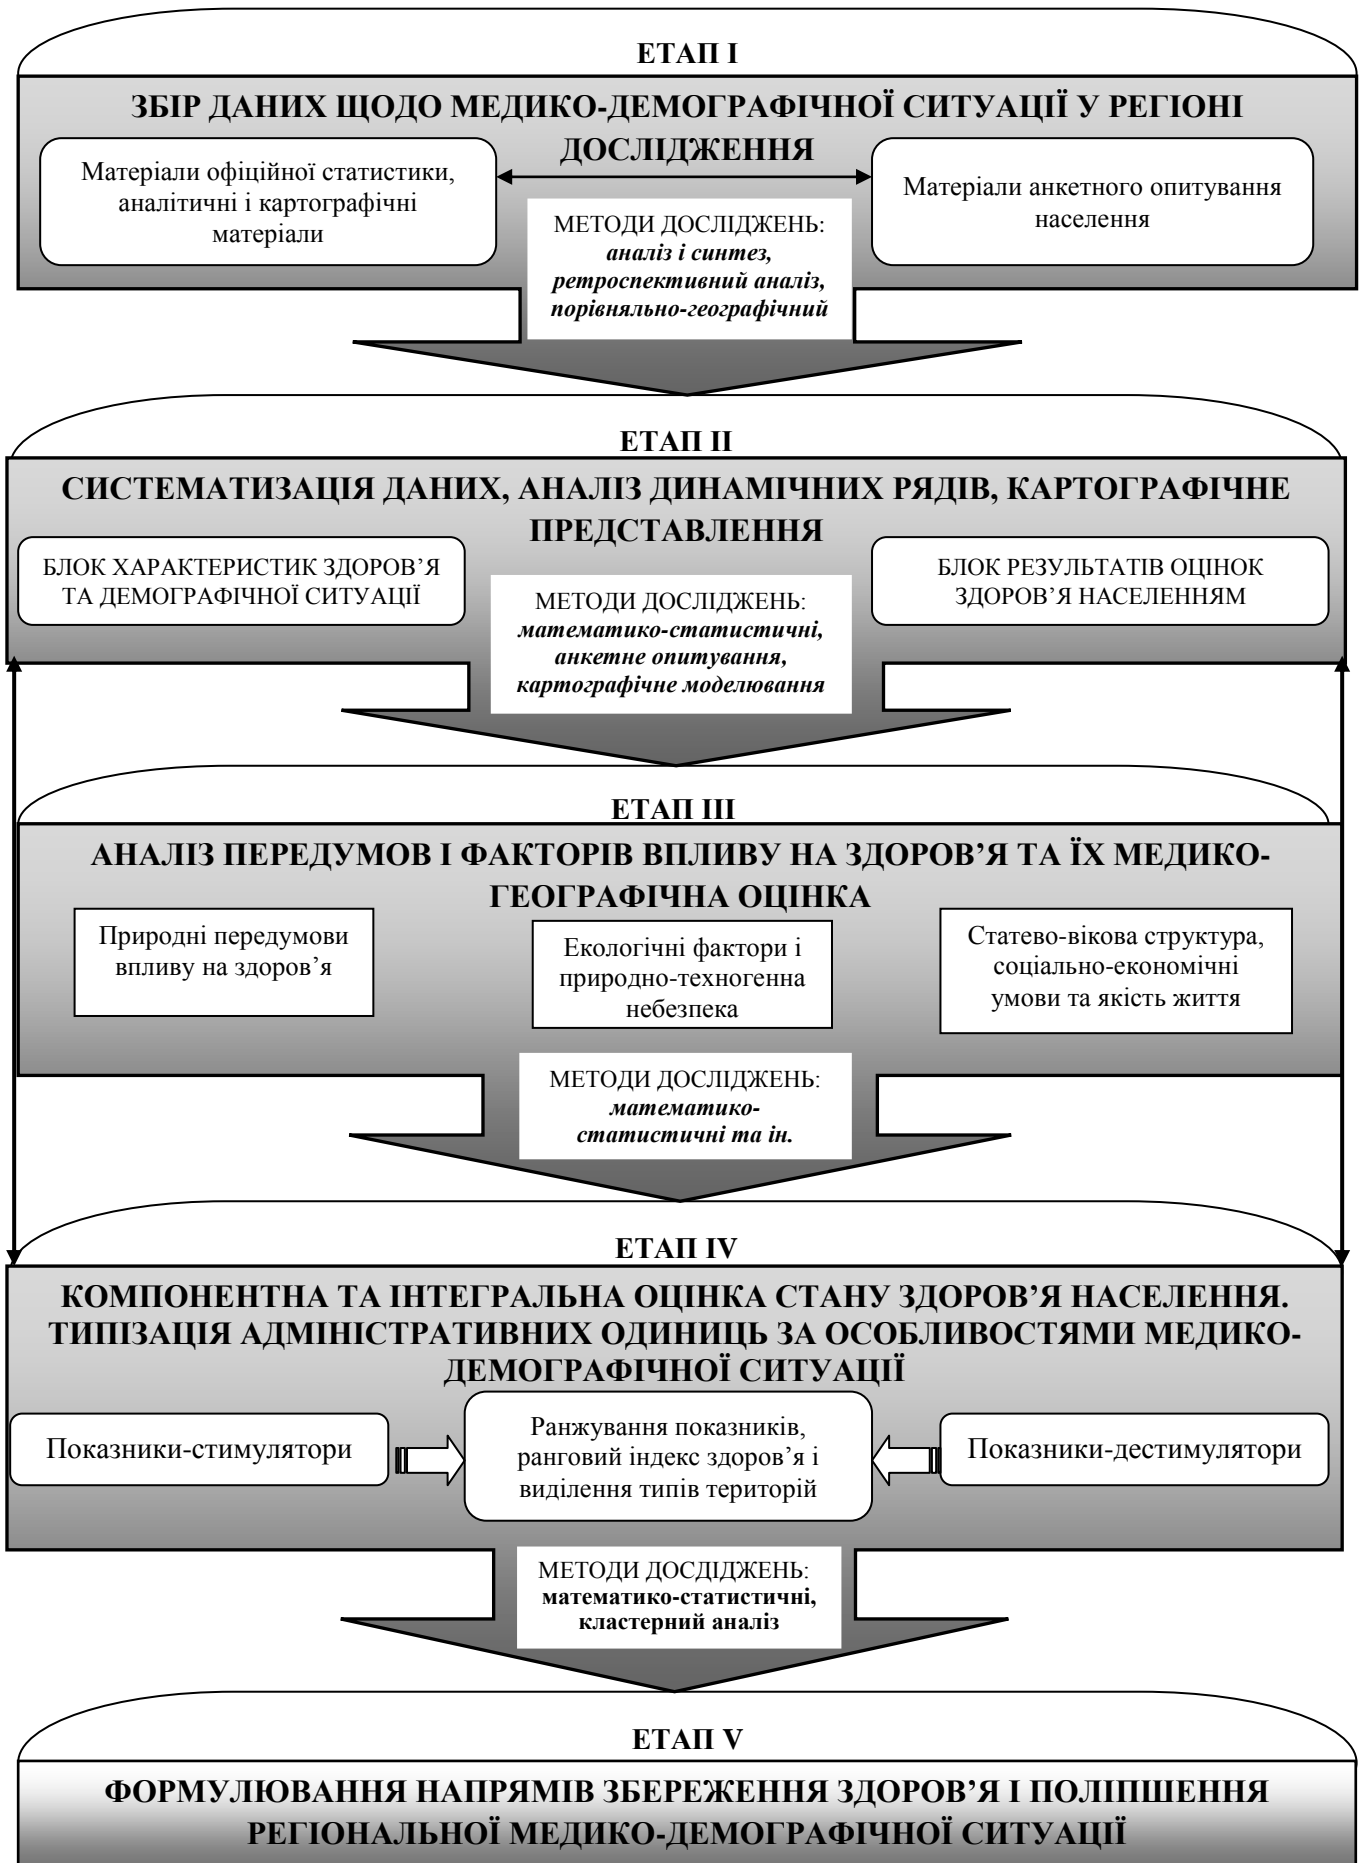 ЕТАП І
ЗБІР ДАНИХ ЩОДО МЕДИКО-ДЕМОГРАФІЧНОЇ СИТУАЦІЇ У РЕГІОНІ
ДОСЛІДЖЕННЯ
Матеріали офіційної статистики,
аналітичні і картографічні
матеріали
Матеріали анкетного опитування
населення
МЕТОДИ ДОСЛІДЖЕНЬ:
аналіз і синтез,
ретроспективний аналіз,
порівняльно-географічний
ЕТАП ІІ
СИСТЕМАТИЗАЦІЯ ДАНИХ, АНАЛІЗ ДИНАМІЧНИХ РЯДІВ, КАРТОГРАФІЧНЕ
ПРЕДСТАВЛЕННЯ
БЛОК ХАРАКТЕРИСТИК ЗДОРОВ’Я
ТА ДЕМОГРАФІЧНОЇ СИТУАЦІЇ
БЛОК РЕЗУЛЬТАТІВ ОЦІНОК
ЗДОРОВ’Я НАСЕЛЕННЯМ
МЕТОДИ ДОСЛІДЖЕНЬ:
математико-статистичні,
анкетне опитування,
картографічне моделювання
ЕТАП ІІІ
АНАЛІЗ ПЕРЕДУМОВ І ФАКТОРІВ ВПЛИВУ НА ЗДОРОВ’Я ТА ЇХ МЕДИКО-
ГЕОГРАФІЧНА ОЦІНКА
Природні передумови
впливу на здоров’я
Екологічні фактори і
природно-техногенна
небезпека
Статево-вікова структура,
соціально-економічні
умови та якість життя
МЕТОДИ ДОСЛІДЖЕНЬ:
математико-
статистичні та ін.
ЕТАП IV
КОМПОНЕНТНА ТА ІНТЕГРАЛЬНА ОЦІНКА СТАНУ ЗДОРОВ’Я НАСЕЛЕННЯ.
ТИПІЗАЦІЯ АДМІНІСТРАТИВНИХ ОДИНИЦЬ ЗА ОСОБЛИВОСТЯМИ МЕДИКО-
ДЕМОГРАФІЧНОЇ СИТУАЦІЇ
Показники-стимулятори
Ранжування показників,
ранговий індекс здоров’я і
виділення типів територій
Показники-дестимулятори
МЕТОДИ ДОСДІДЖЕНЬ:
математико-статистичні,
кластерний аналіз
ЕТАП V
ФОРМУЛЮВАННЯ НАПРЯМІВ ЗБЕРЕЖЕННЯ ЗДОРОВ’Я І ПОЛІПШЕННЯ
РЕГІОНАЛЬНОЇ МЕДИКО-ДЕМОГРАФІЧНОЇ СИТУАЦІЇ